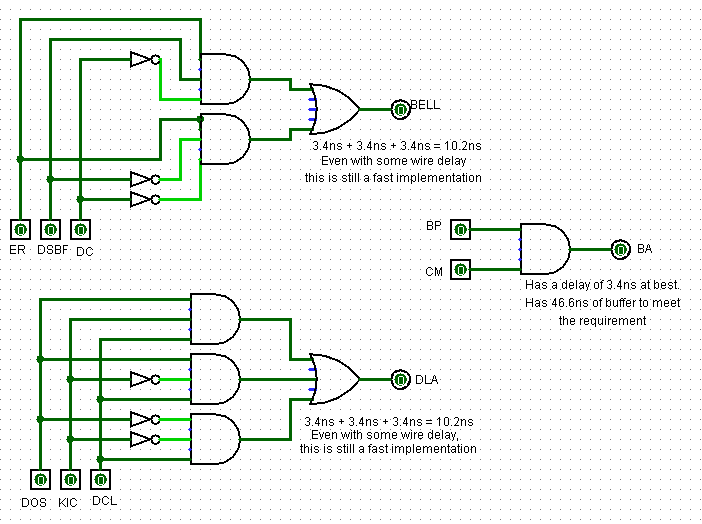 BELL
3.4ns + 3.4ns + 3.4ns = 10.2ns
Even with some wire delay
this is still a fast implementation
ER DSBF DC
BP
BA
CM
Has a delay of 3.4ns at best.
Has 46.6ns of buffer to meet
the requirement
DLA
3.4ns + 3.4ns + 3.4ns = 10.2ns
Even with some wire delay,
this is still a fast implementation
DOS KIC DCL